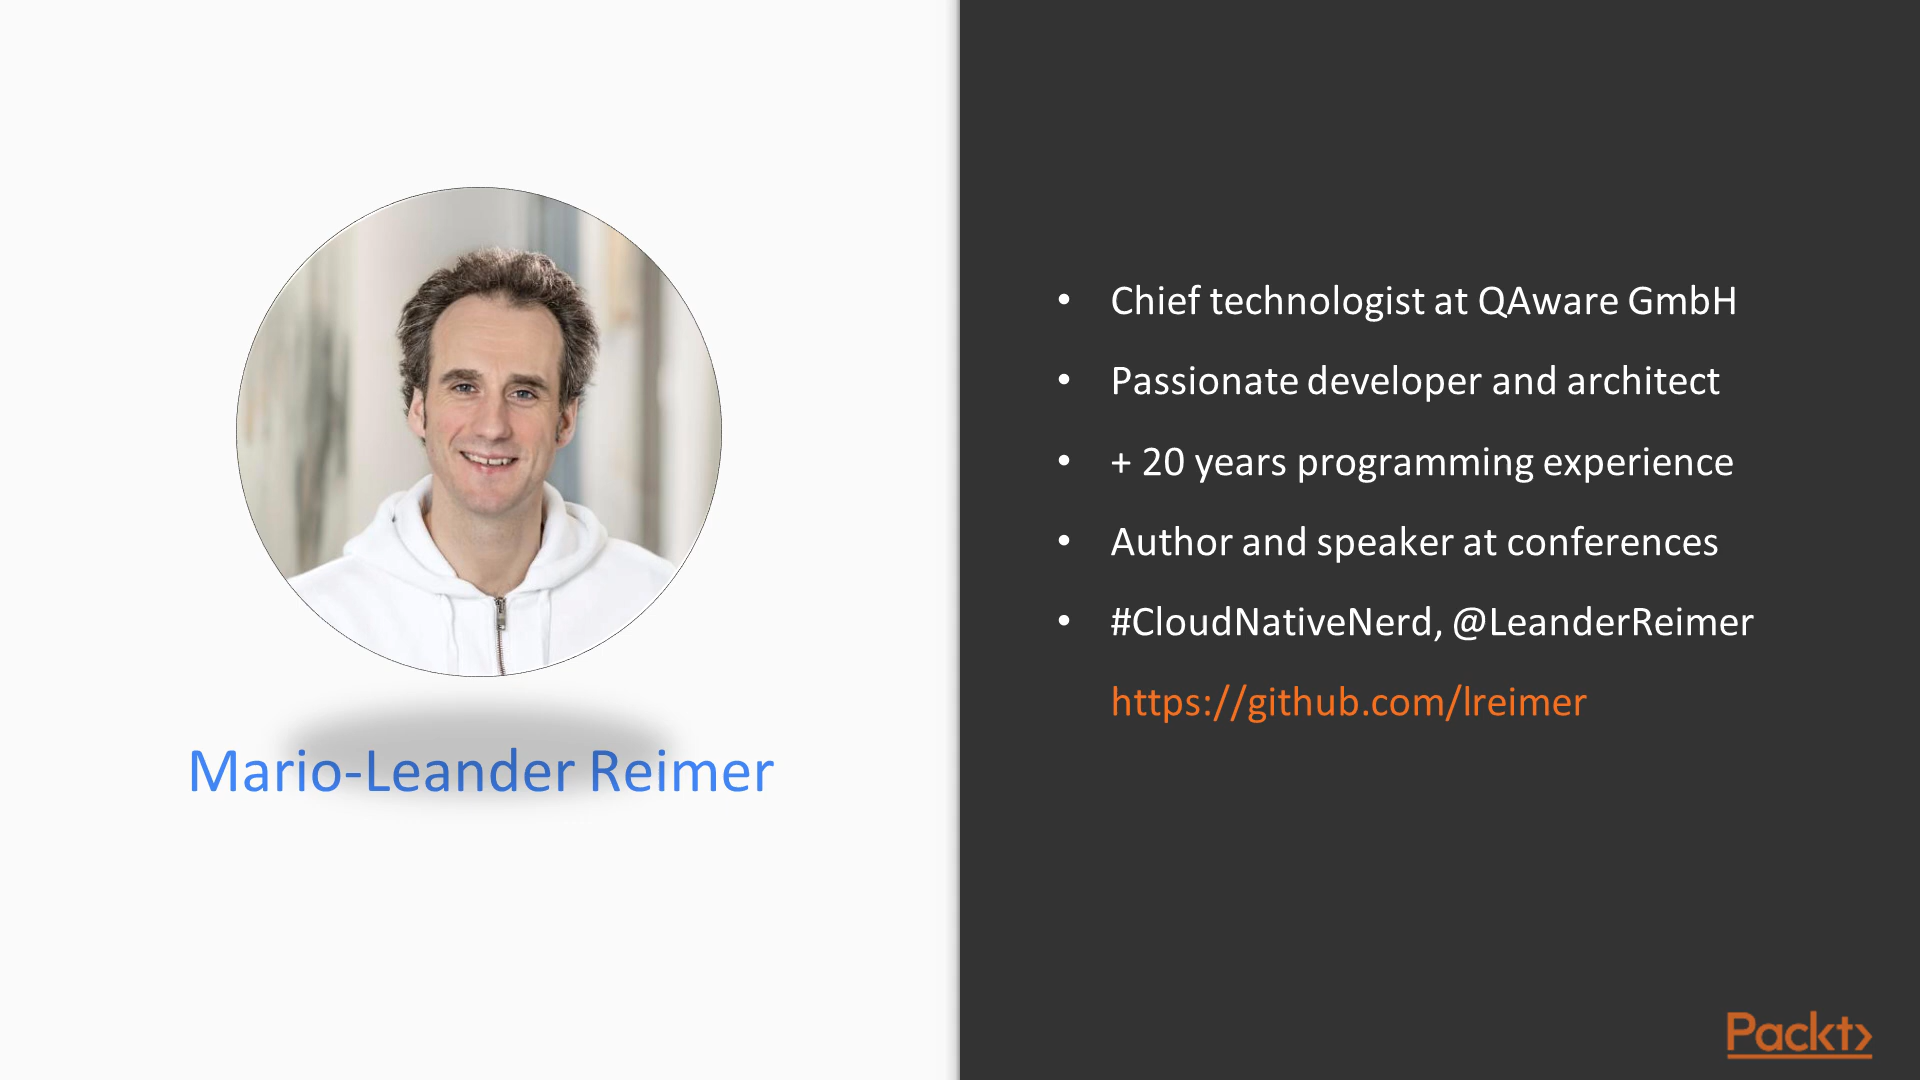 Mario-Leander Reimer
• Chief technologist at QAware GmbH
• Passionate developer and architect
• + 20 years programming experience
• Author and speaker at conferences
• #CloudNativeNerd, @LeanderReimer
https://github.com/lreimer
Packt>